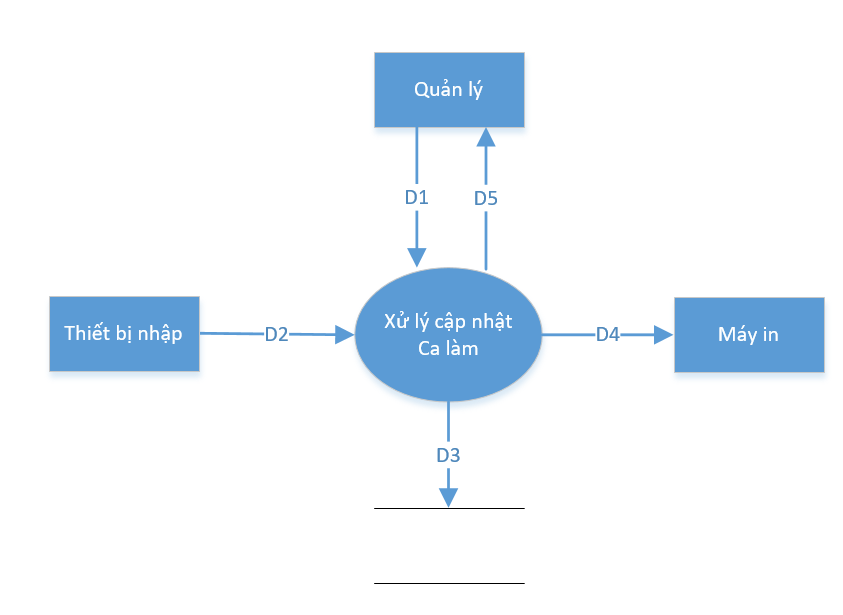 Quản lý
D1
D5
Thiết bị nhập
D2
Xử lý cập nhật
Ca làm
D4
Máy in
D3